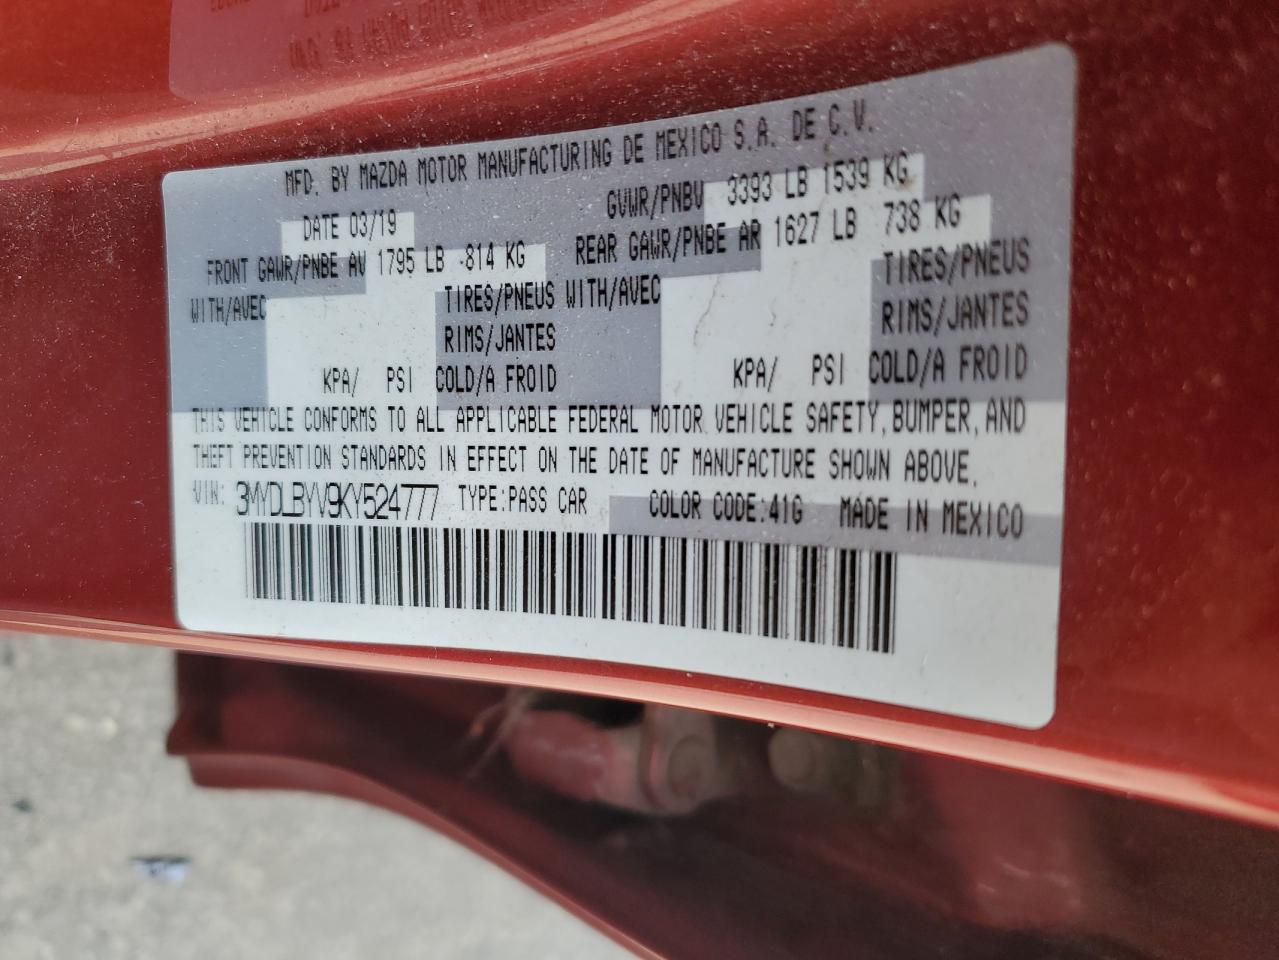 MFD. BY MAZDA MOTOR MANUFACTURING DE MEXICO S.A. DE C.V.
DATE 03/19 GVWR/PNBV 3393 LB 1539 KG
FRONT GAWR/PNBE AV 1795 LB 814 KG REAR GAWR/PNBE AR 1627 LB 738 KG
WITH/AVEC TIRES/PNEUS WITH/AVEC TIRES/PNEUS
RIMS/JANTES RIMS/JANTES
KPA/ PSI COLD/A FROID KPA/ PSI COLD/A FROID
THIS VEHICLE CONFORMS TO ALL APPLICABLE FEDERAL MOTOR VEHICLE SAFETY, BUMPER, AND
THEFT PREVENTION STANDARDS IN EFFECT ON THE DATE OF MANUFACTURE SHOWN ABOVE.
VIN: 3MYDLBYV9KY524777 TYPE:PASS CAR COLOR CODE:41G MADE IN MEXICO